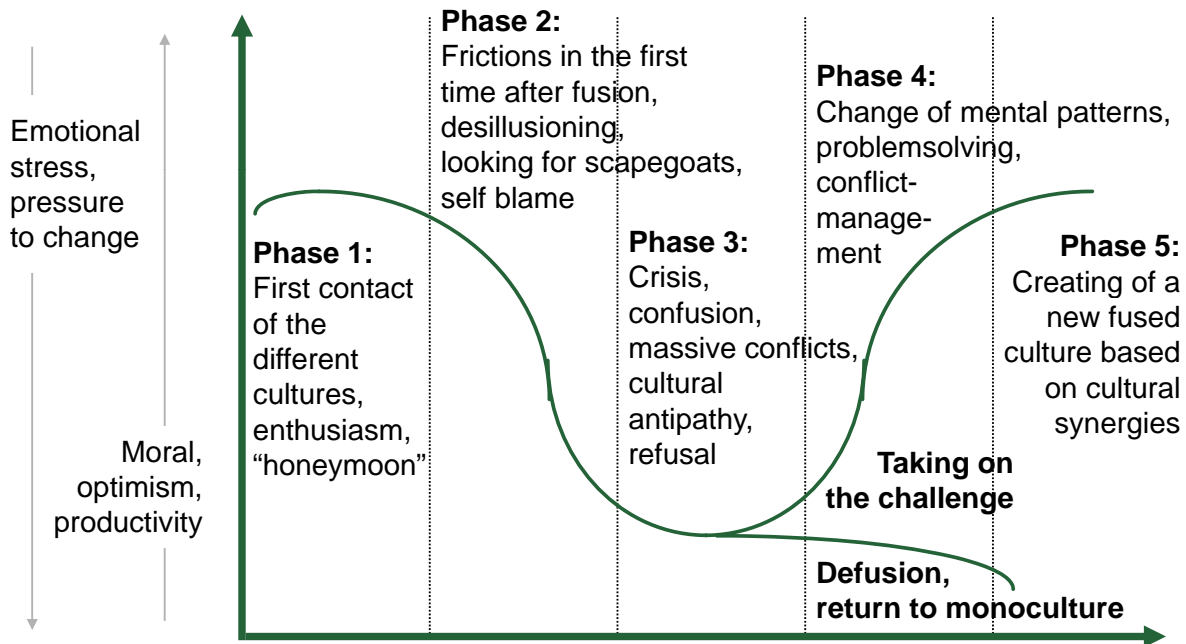 Emotional
stress,
pressure
to change
Moral,
optimism,
productivity
Phase 1:
First contact
of the
different
cultures,
enthusiasm,
“honeymoon”
Phase 2:
Frictions in the first
time after fusion,
desillusioning,
looking for scapegoats,
self blame
Phase 3:
Crisis,
confusion,
massive conflicts,
cultural
antipathy,
refusal
Phase 4:
Change of mental patterns,
problemsolving,
conflict-
manage-
ment
Phase 5:
Creating of a
new fused
culture based
on cultural
synergies
Taking on
the challenge
Defusion,
return to monoculture